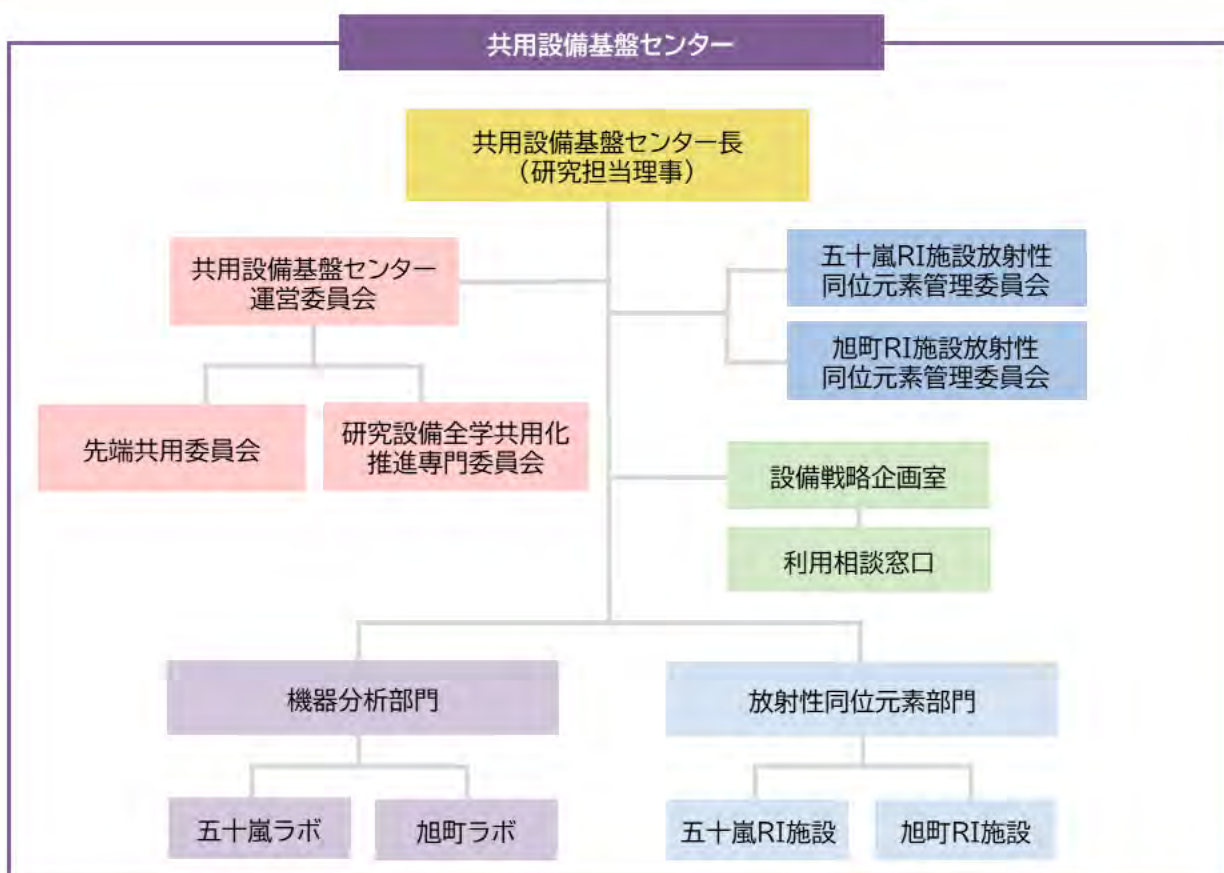 共用設備基盤センター
共用設備基盤センター長
（研究担当理事）
共用設備基盤センター
運営委員会
五十嵐RI施設放射性
同位元素管理委員会
旭町RI施設放射性
同位元素管理委員会
先端共用委員会
研究設備全学共用化
推進専門委員会
設備戦略企画室
利用相談窓口
機器分析部門
放射性同位元素部門
五十嵐ラボ
旭町ラボ
五十嵐RI施設
旭町RI施設